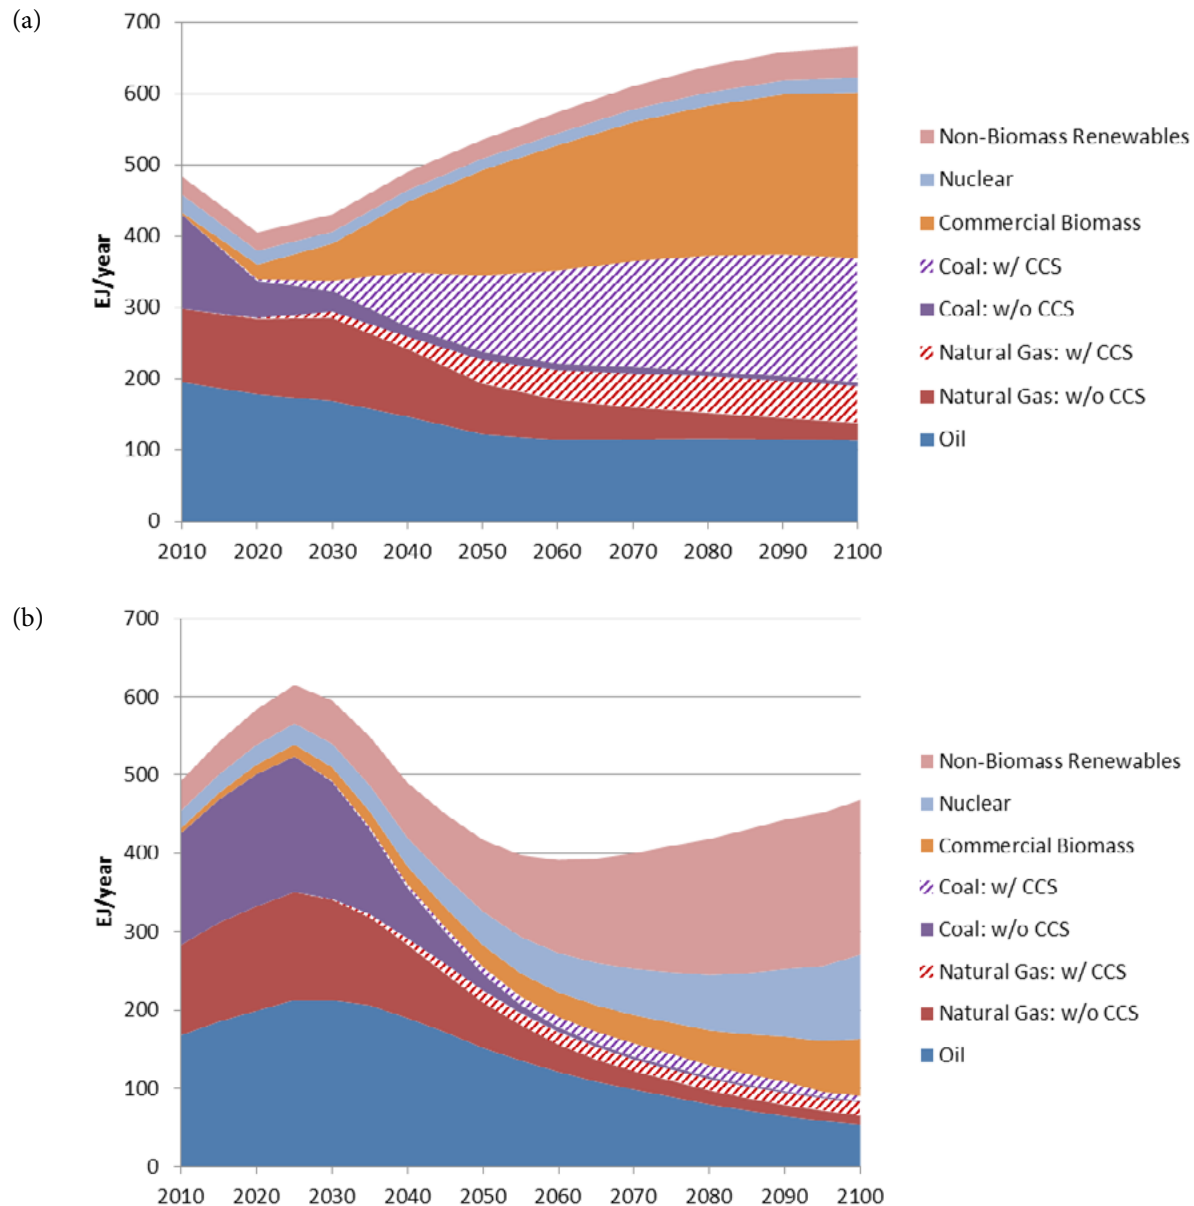 (a)
700
600
500
400
300
200
100
0
EJ/year
2010 2020 2030 2040 2050 2060 2070 2080 2090 2100
Non-Biomass Renewables
Nuclear
Commercial Biomass
Coal: w/ CCS
Coal: w/o CCS
Natural Gas: w/ CCS
Natural Gas: w/o CCS
Oil
(b)
700
600
500
400
300
200
100
0
EJ/year
2010 2020 2030 2040 2050 2060 2070 2080 2090 2100
Non-Biomass Renewables
Nuclear
Commercial Biomass
Coal: w/ CCS
Coal: w/o CCS
Natural Gas: w/ CCS
Natural Gas: w/o CCS
Oil